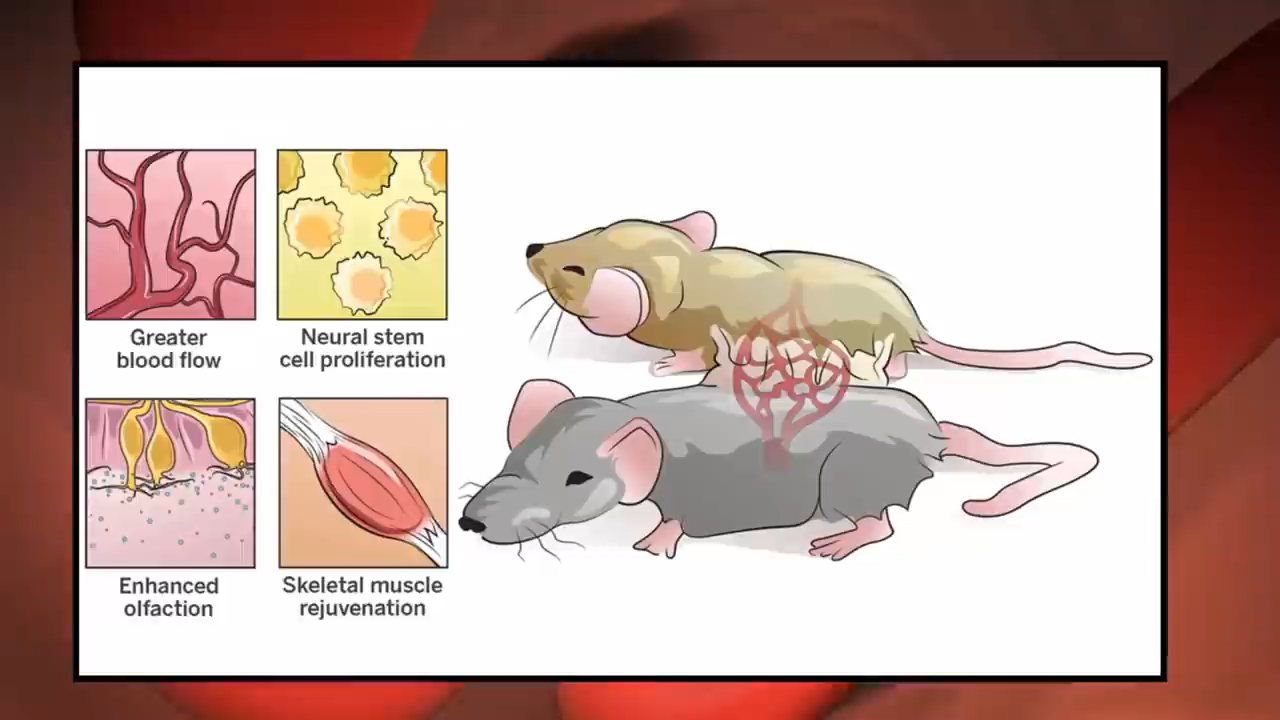 Greater
blood flow
Neural stem
cell proliferation
Enhanced
olfaction
Skeletal muscle
rejuvenation